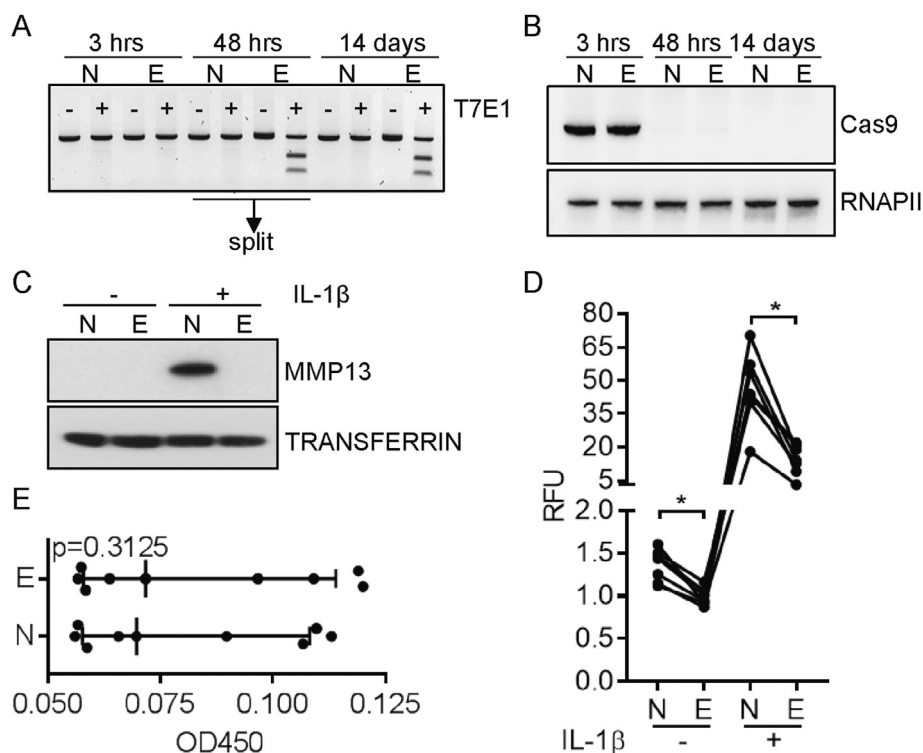 A
3 hrs 48 hrs 14 days
N E N E N E
- + - + - + - + - + - + T7E1
split
B
3 hrs 48 hrs 14 days
N E N E N E
Cas9
RNAPII
C
- + IL-1β
N E N E
MMP13
TRANSFERRIN
D
*
*
80
65
50
35
20
5
2.0
1.5
1.0
0.5
0.0
RFU
N E N E
IL-1β - +
E
p=0.3125
E
N
0.050 0.075 0.100 0.125
OD450